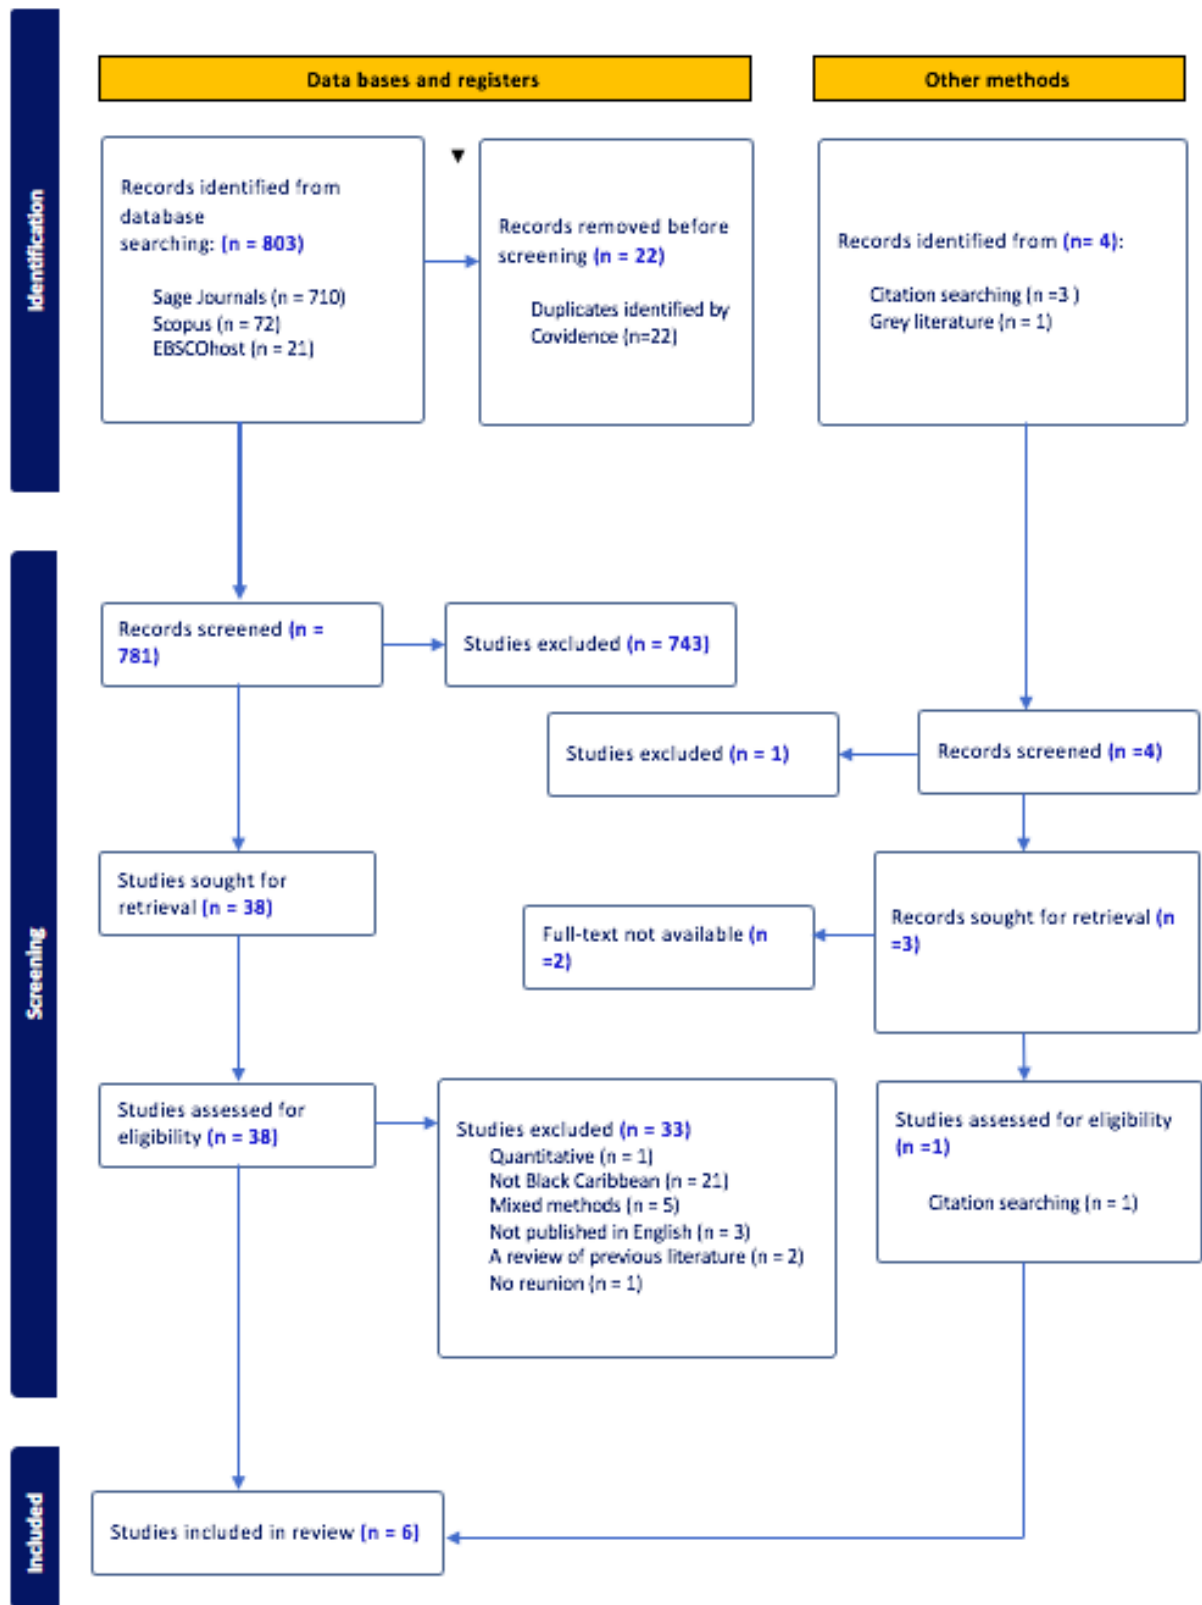 Data bases and registers
Other methods
Identification
Records identified from
database
searching: (n = 803)
Sage Journals (n = 710)
Scopus (n = 72)
EBSCOhost (n = 21)
Records removed before
screening (n = 22)
Duplicates identified by
Covidence (n=22)
Records identified from (n= 4):
Citation searching (n =3 )
Grey literature (n = 1)
Screening
Records screened (n =
781)
Studies excluded (n = 743)
Studies excluded (n = 1)
Records screened (n =4)
Studies sought for
retrieval (n = 38)
Full-text not available (n
=2)
Records sought for retrieval (n
=3)
Studies assessed for
eligibility (n = 38)
Studies excluded (n = 33)
Quantitative (n = 1)
Not Black Caribbean (n = 21)
Mixed methods (n = 5)
Not published in English (n = 3)
A review of previous literature (n = 2)
No reunion (n = 1)
Studies assessed for eligibility
(n =1)
Citation searching (n = 1)
Included
Studies included in review (n = 6)